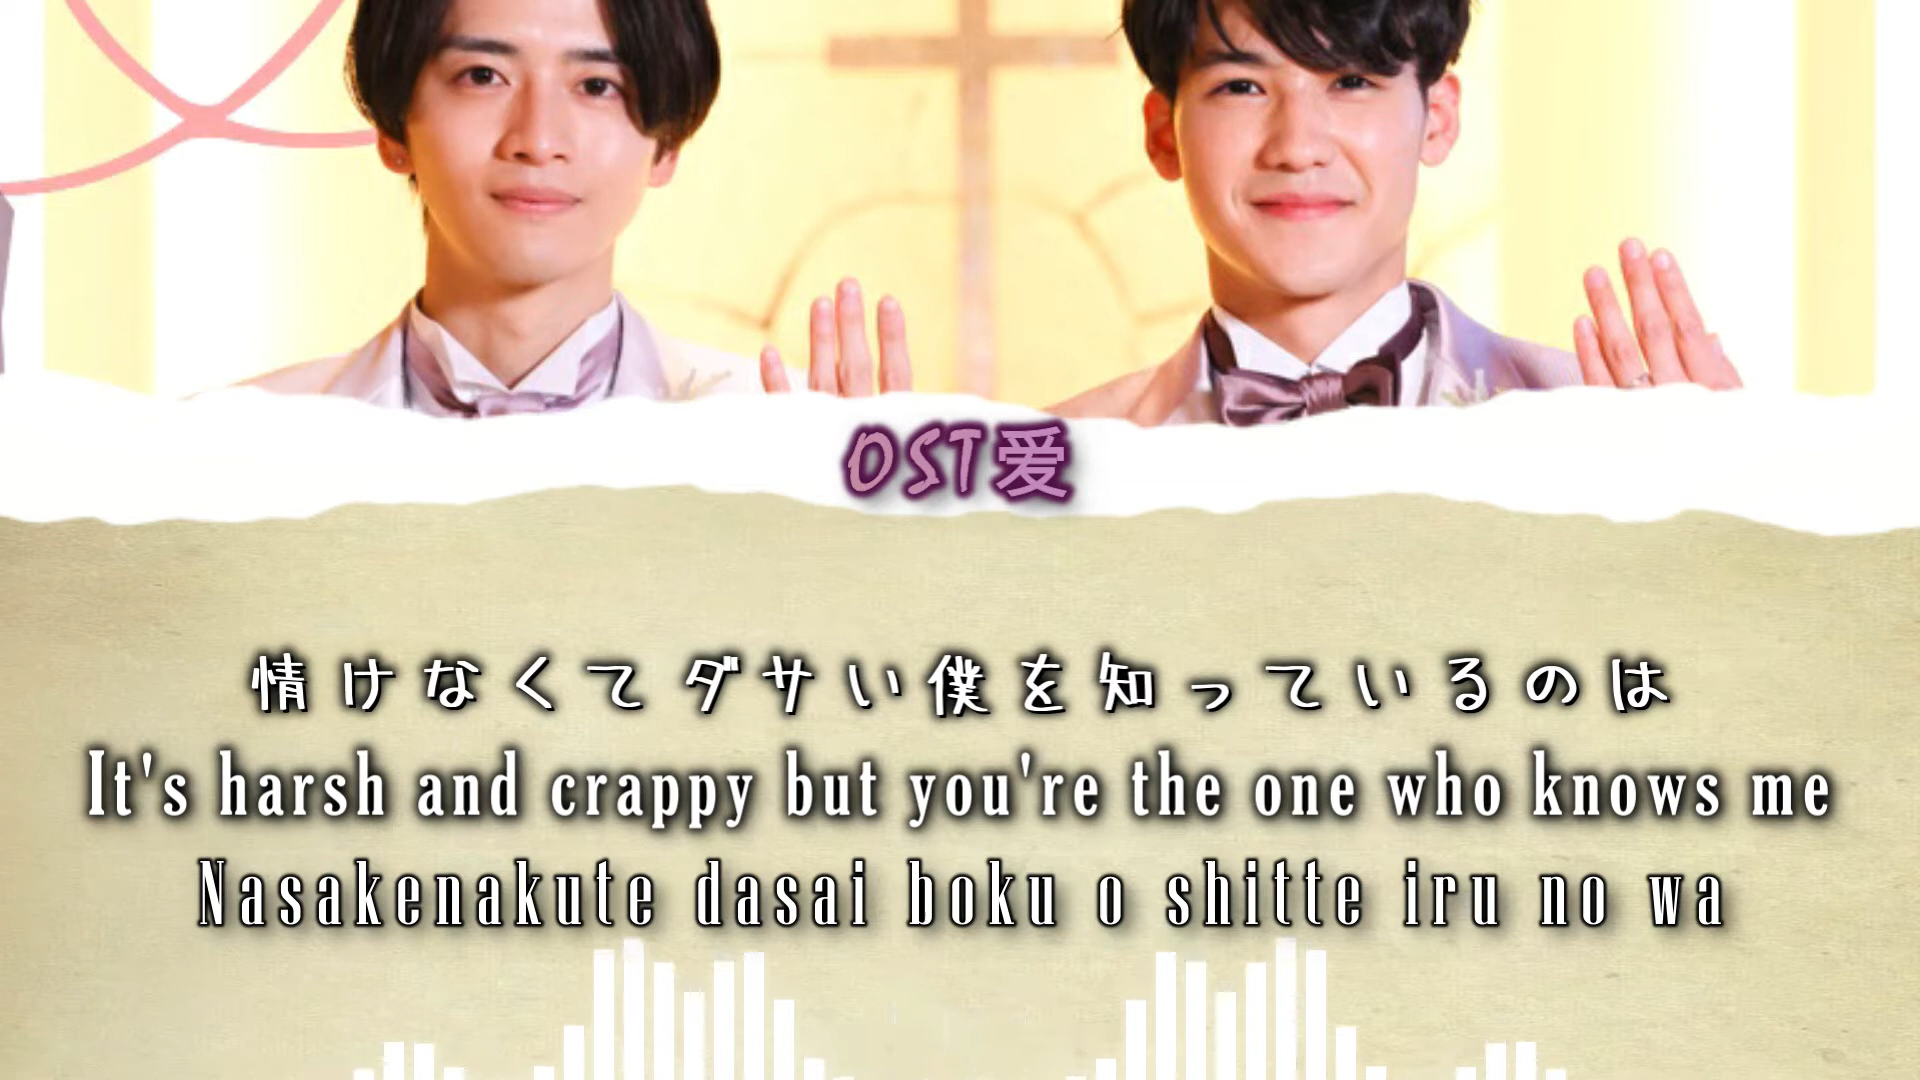 OST爱
情けなくてダサい僕を知っているのは
It's harsh and crappy but you're the one who knows me
Nasakenakute dasai boku o shitte iru no wa